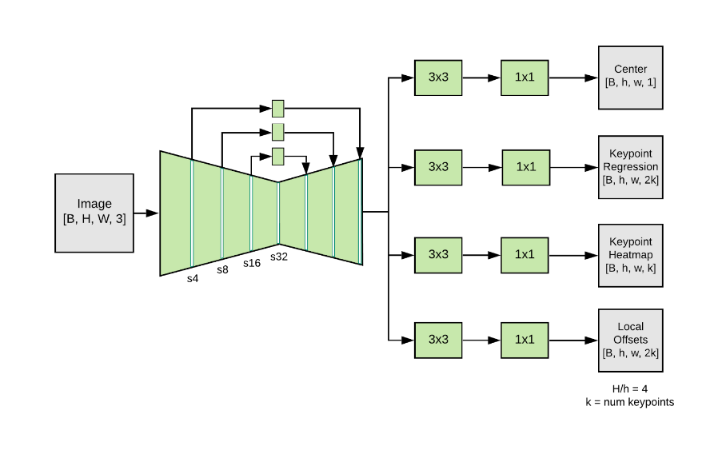 Image
[B, H, W, 3]
s4
s8
s16
s32
3x3
1x1
Center
[B, h, w, 1]
3x3
1x1
Keypoint
Regression
[B, h, w, 2k]
3x3
1x1
Keypoint
Heatmap
[B, h, w, k]
3x3
1x1
Local
Offsets
[B, h, w, 2k]
H/h = 4
k = num keypoints